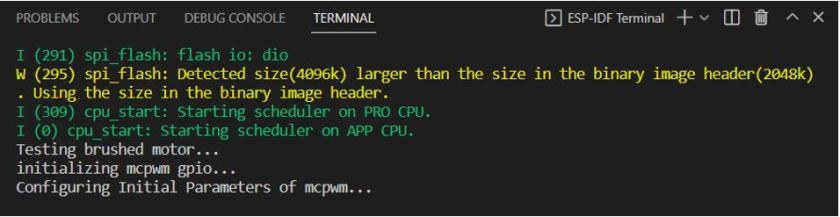 PROBLEMS OUTPUT DEBUG CONSOLE TERMINAL ESP-IDF Terminal
I (291) spi_flash: flash io: dio
W (295) spi_flash: Detected size(4096k) larger than the size in the binary image header(2048k)
. Using the size in the binary image header.
I (309) cpu_start: Starting scheduler on PRO CPU.
I (0) cpu_start: Starting scheduler on APP CPU.
Testing brushed motor...
initializing mcpwm gpio...
Configuring Initial Parameters of mcpwm...